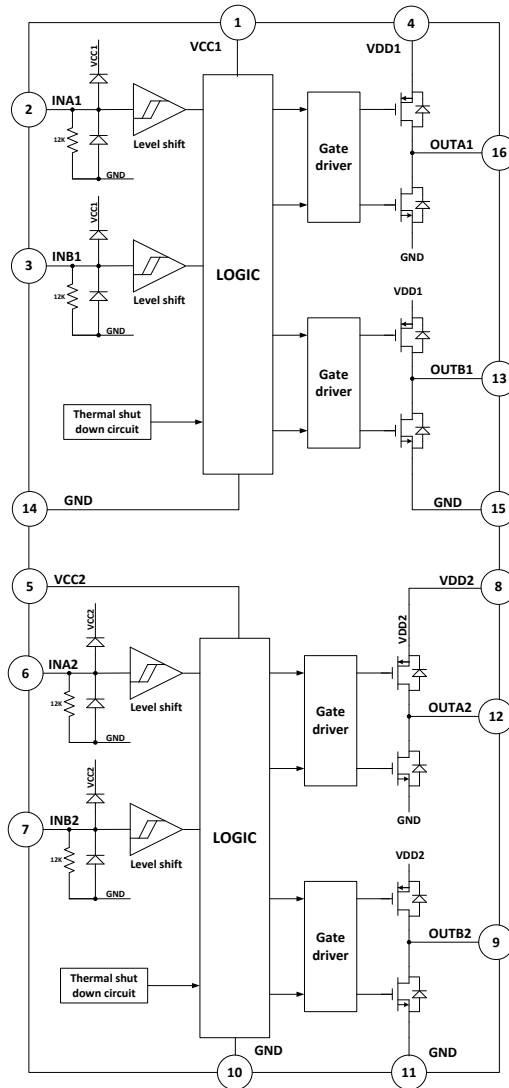 1
4
VCC1
VDD1
VCC1
2
INA1
12K
Level shift
GND
Gate
driver
OUTA1
16
GND
VCC1
3
INB1
12K
Level shift
GND
LOGIC
VDD1
Gate
driver
OUTB1
13
Thermal shut
down circuit
14
GND
GND
15
5
VCC2
VDD2
8
VDD2
VCC2
6
INA2
12K
Level shift
GND
Gate
driver
OUTA2
12
GND
VCC2
7
INB2
12K
Level shift
GND
LOGIC
VDD2
Gate
driver
OUTB2
9
Thermal shut
down circuit
GND
GND
10
11